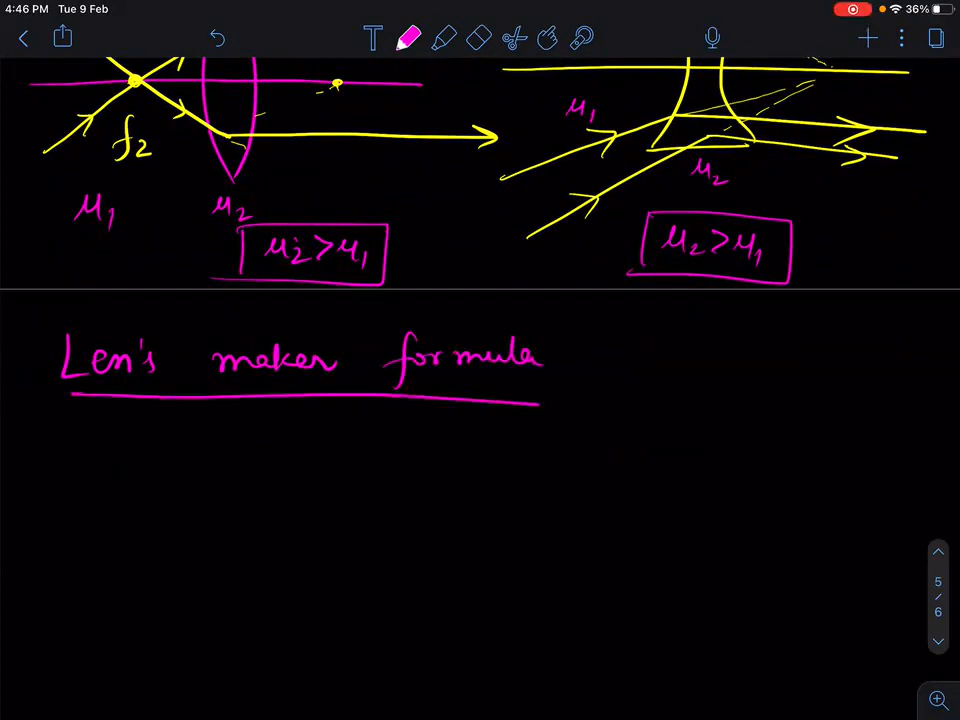 4:46 PM Tue 9 Feb
36%
T
f2
μ1
μ2
μ2 > μ1
μ1
μ2
μ2 > μ1
Len's maker formula
5
/
6